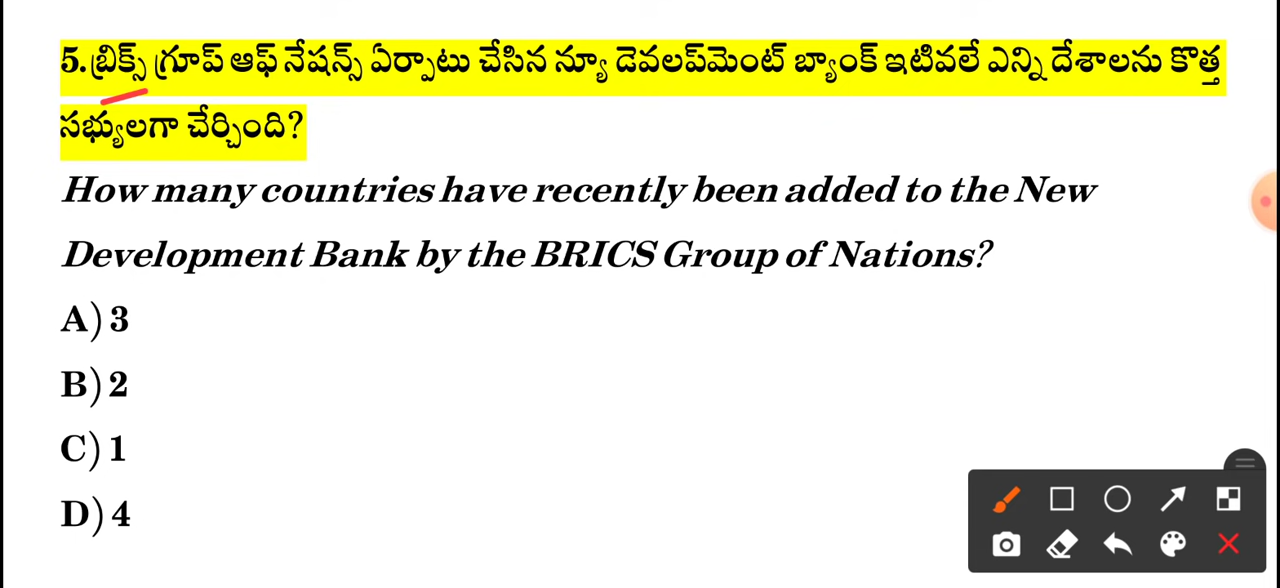 5.బ్రిక్స్ గ్రూప్ ఆఫ్ నేషన్స్ ఏర్పాటు చేసిన న్యూ డెవలప్‌మెంట్ బ్యాంక్ ఇటివలే ఎన్ని దేశాలను కొత్త
సభ్యులగా చేర్చింది?
How many countries have recently been added to the New
Development Bank by the BRICS Group of Nations?
A) 3
B) 2
C) 1
D) 4